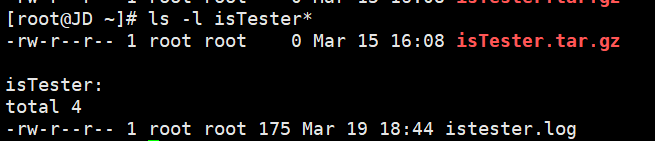 [root@JD ~]# ls -l isTester*
-rw-r--r-- 1 root root    0 Mar 15 16:08 isTester.tar.gz

isTester:
total 4
-rw-r--r-- 1 root root 175 Mar 19 18:44 istester.log